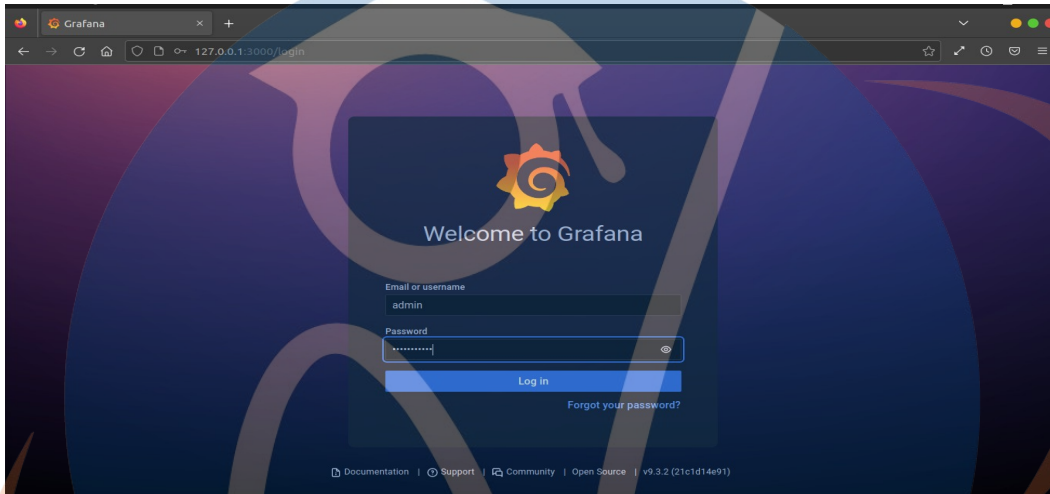 Grafana
127.0.0.1:3000/login
Welcome to Grafana
Email or username
admin
Password
•••••••••••
Log in
Forgot your password?
Documentation | Support | Community | Open Source | v9.3.2 (21c1d14e91)